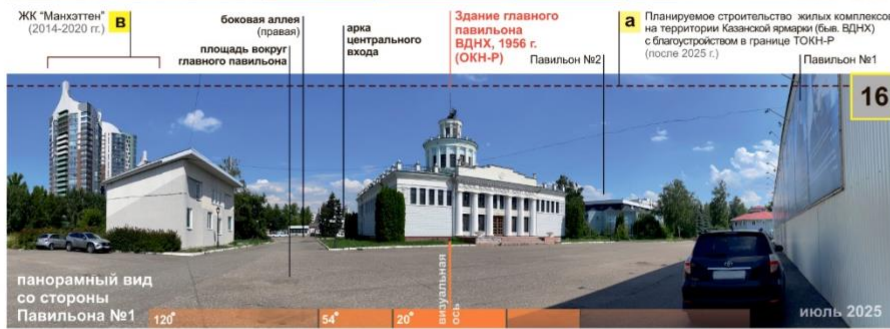 ЖК "Манхэттен"
(2014-2020 гг.)
в
боковая аллея
(правая)
площадь вокруг
главного павильона
арка
центрального
входа
Здание главного
павильона
ВДНХ, 1956 г.
(ОКН-Р)
Павильон №2
а
Планируемое строительство жилых комплексов
на территории Казанской ярмарки (быв. ВДНХ)
с благоустройством в границе ТОКН-Р
(после 2025 г.)
Павильон №1
16
панорамный вид
со стороны
Павильона №1
120°
54°
20°
визуальная
ось
июль 2025